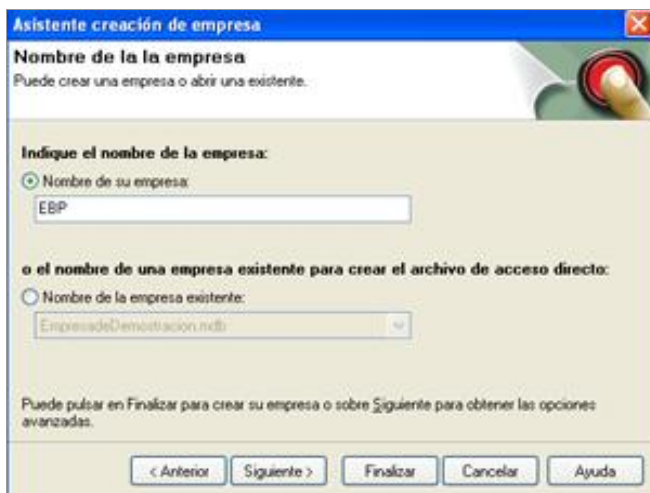 Asistente creación de empresa
Nombre de la la empresa
Puede crear una empresa o abrir una existente.
Indique el nombre de la empresa:
Nombre de su empresa:
EBP
o el nombre de una empresa existente para crear el archivo de acceso directo:
Nombre de la empresa existente:
EmpresadeDemostracion.mdb
Puede pulsar en Finalizar para crear su empresa o sobre Siguiente para obtener las opciones
avanzadas.
< Anterior Siguiente > Finalizar Cancelar Ayuda